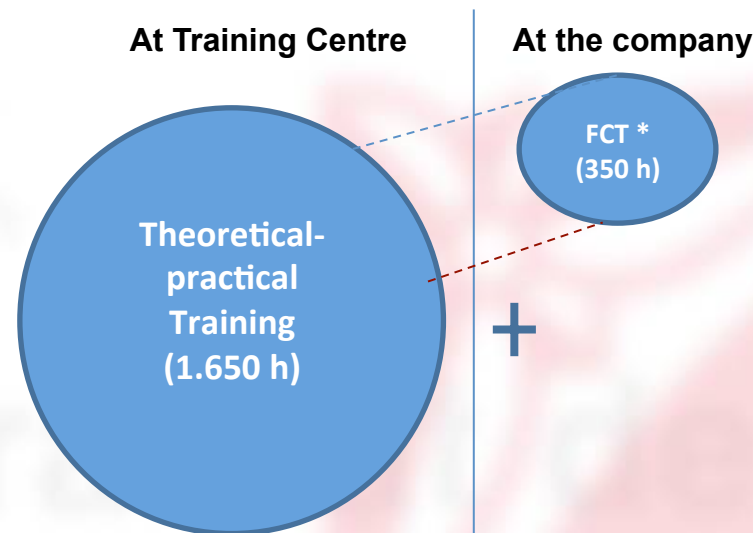 At Training Centre
At the company
FCT *
(350 h)
Theoretical-
practical
Training
(1.650 h)
+